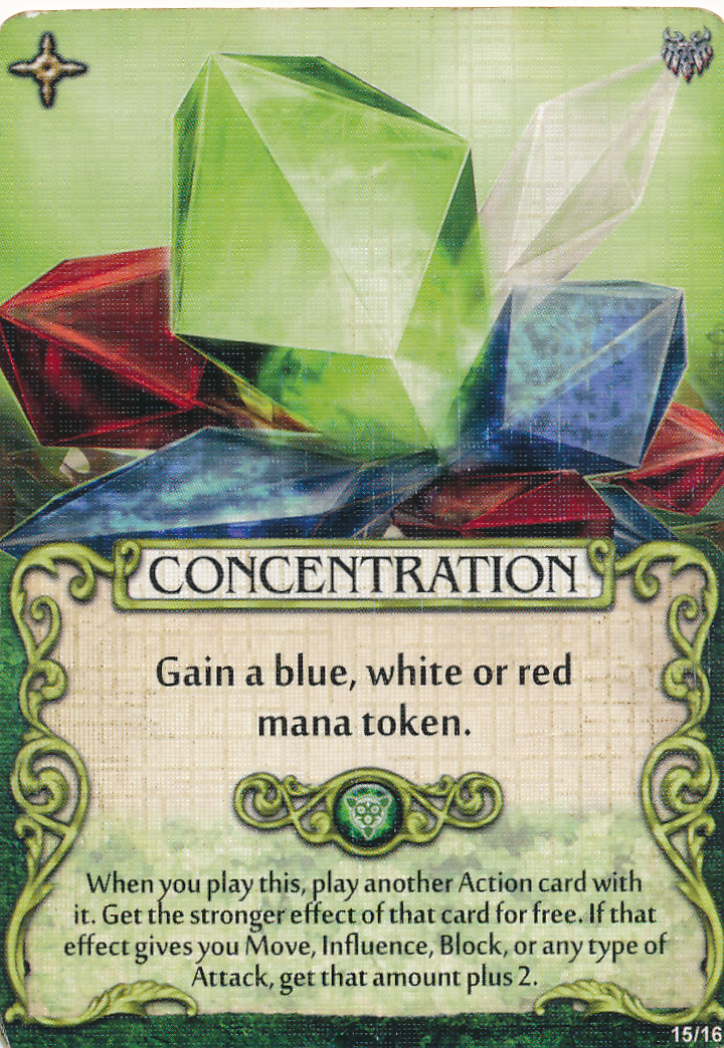 CONCENTRATION
Gain a blue, white or red
mana token.
When you play this, play another Action card with
it. Get the stronger effect of that card for free. If that
effect gives you Move, Influence, Block, or any type of
Attack, get that amount plus 2.
15/16